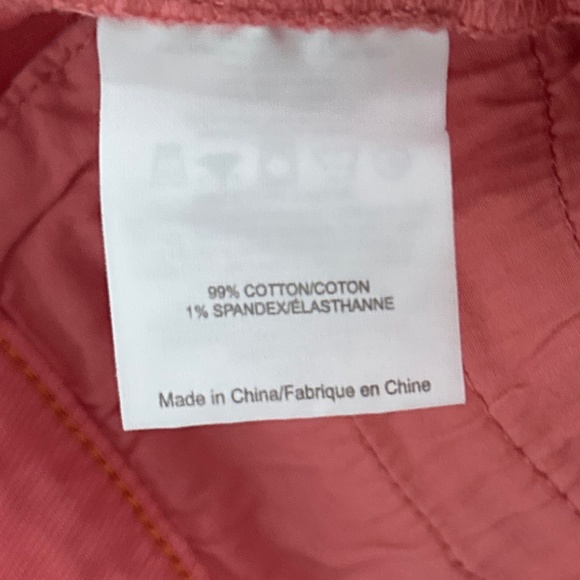 99% COTTON/COTON
1% SPANDEX/ÉLASTHANNE
Made in China/Fabrique en Chine